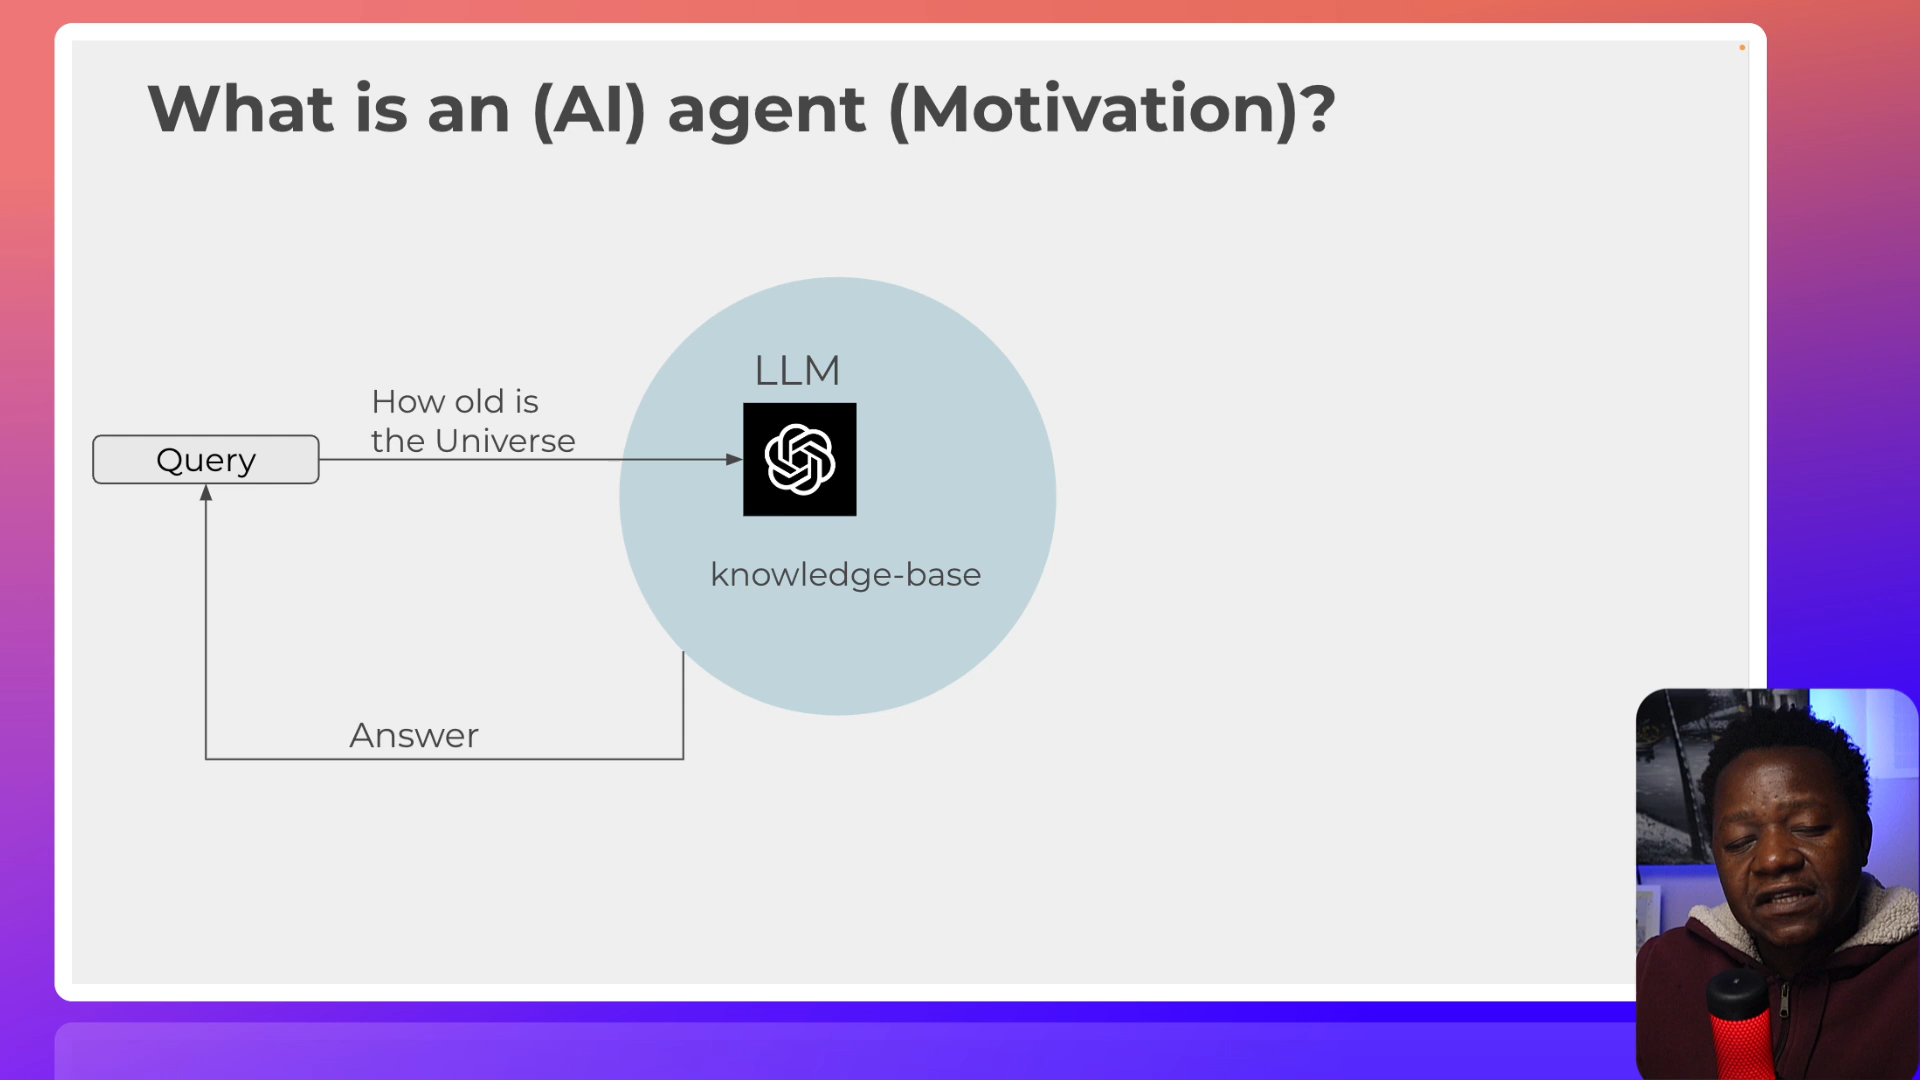 What is an (AI) agent (Motivation)?
LLM
How old is
the Universe
Query
knowledge-base
Answer